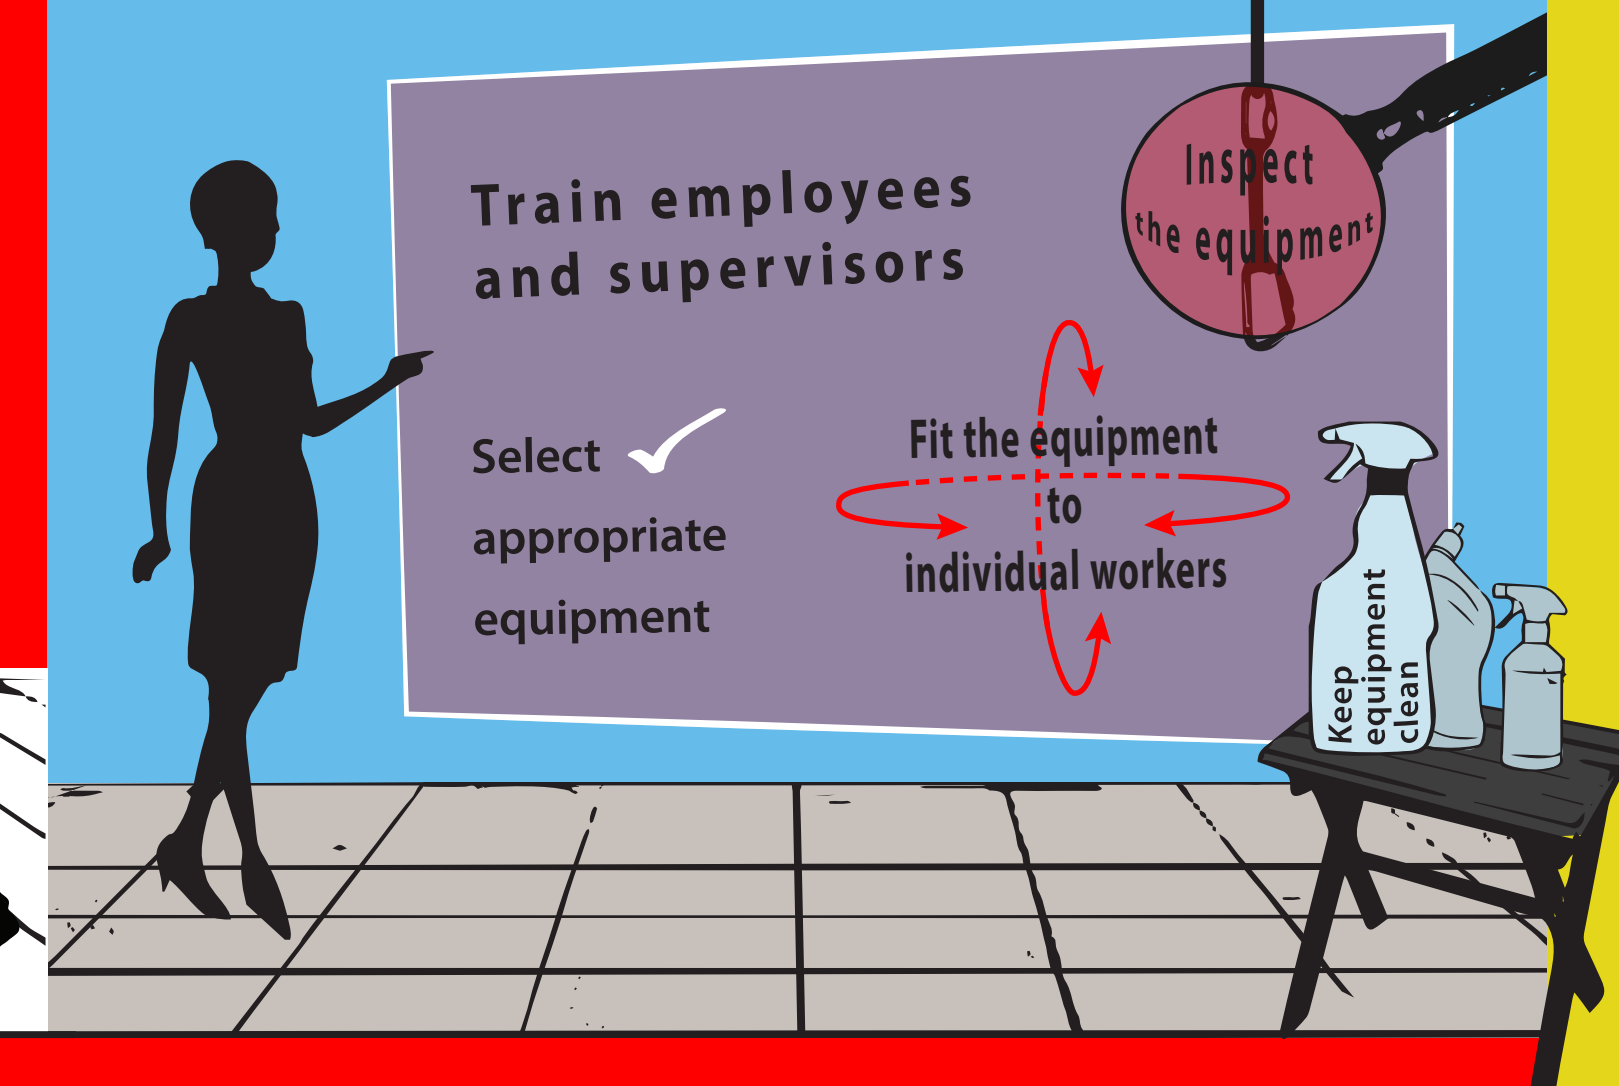 Train employees
and supervisors
Inspect
the equipment
Select
appropriate
equipment
Fit the equipment
to
individual workers
Keep
equipment
clean